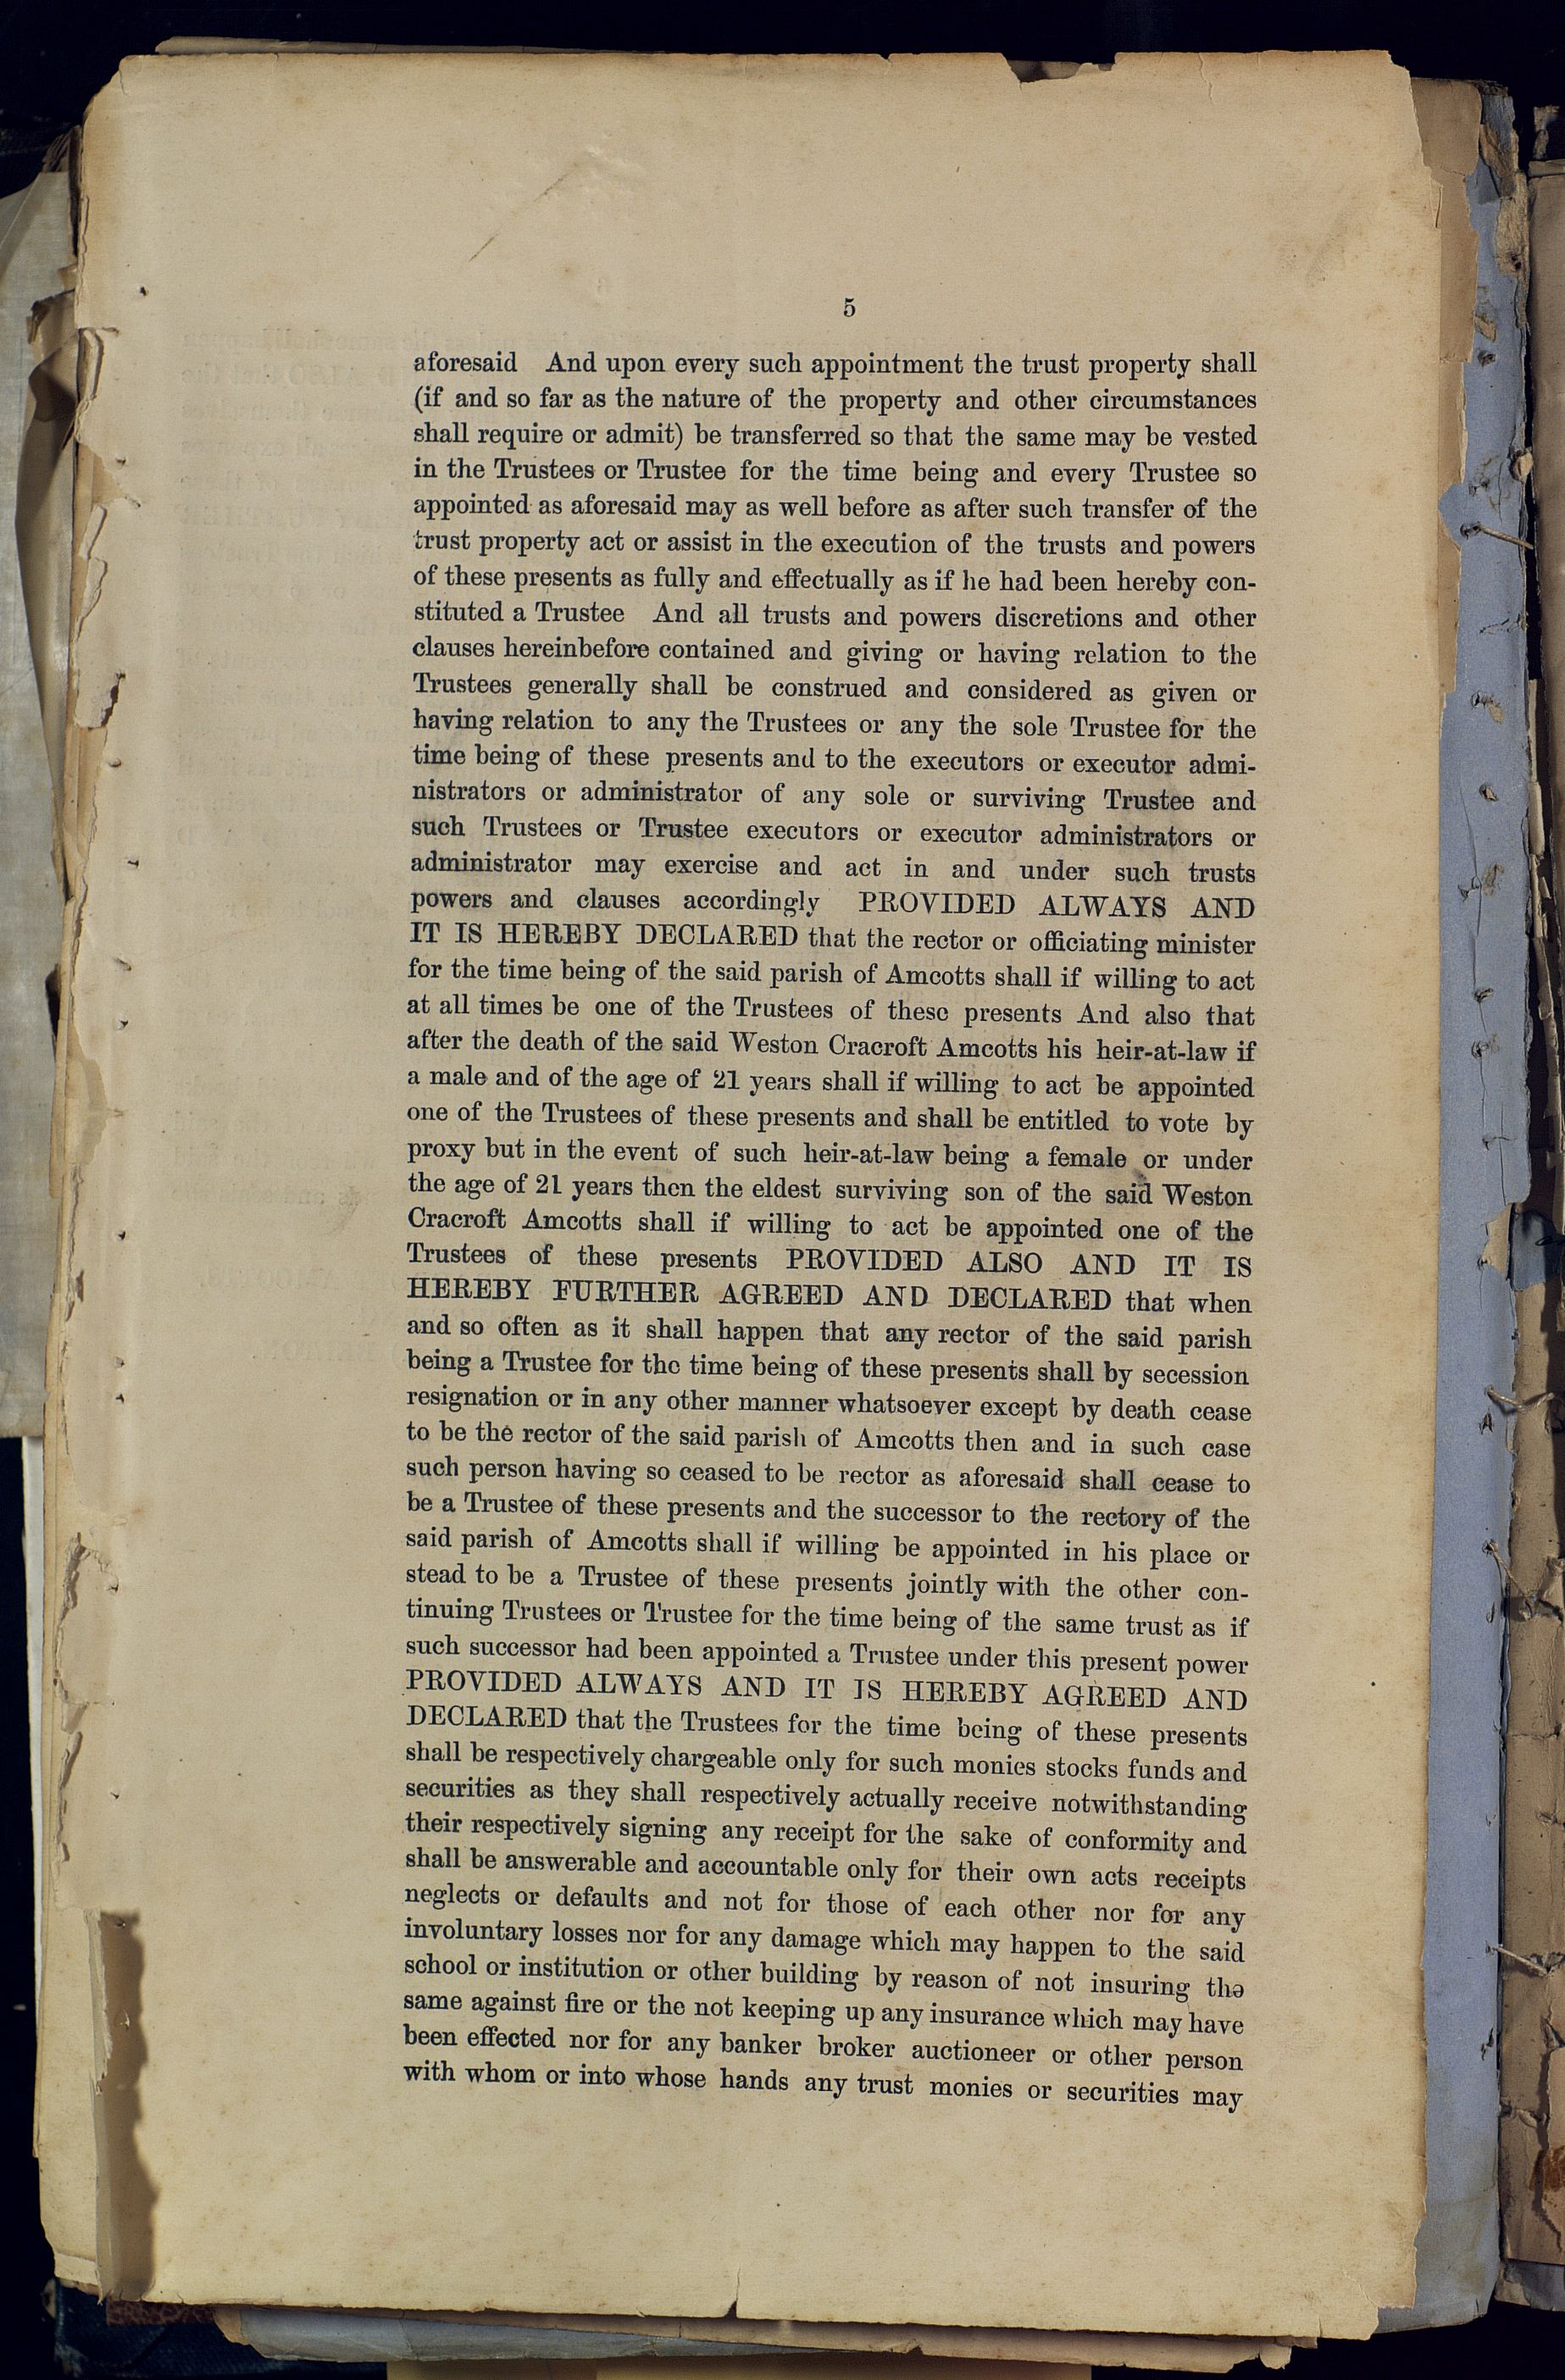 5
aforesaid And upon every such appointment the trust property shall
(if and so far as the nature of the property and other circumstances
shall require or admit) be transferred so that the same may be vested
in the Trustees or Trustee for the time being and every Trustee so
appointed as aforesaid may as well before as after such transfer of the
trust property act or assist in the execution of the trusts and powers
of these presents as fully and effectually as if he had been hereby con-
stituted a Trustee And all trusts and powers discretions and other
clauses hereinbefore contained and giving or having relation to the
Trustees generally shall be construed and considered as given or
having relation to any the Trustees or any the sole Trustee for the
time being of these presents and to the executors or executor admi-
nistrators or administrator of any sole or surviving Trustee and
such Trustees or Trustee executors or executor administrators or
administrator may exercise and act in and under such trusts
powers and clauses accordingly PROVIDED ALWAYS AND
IT IS HEREBY DECLARED that the rector or officiating minister
for the time being of the said parish of Amcotts shall if willing to act
at all times be one of the Trustees of these presents And also that
after the death of the said Weston Cracroft Amcotts his heir-at-law if
a male and of the age of 21 years shall if willing to act be appointed
one of the Trustees of these presents and shall be entitled to vote by
proxy but in the event of such heir-at-law being a female or under
the age of 21 years then the eldest surviving son of the said Weston
Cracroft Amcotts shall if willing to act be appointed one of the
Trustees of these presents PROVIDED ALSO AND IT IS
HEREBY FURTHER AGREED AND DECLARED that when
and so often as it shall happen that any rector of the said parish
being a Trustee for the time being of these presents shall by secession
resignation or in any other manner whatsoever except by death cease
to be the rector of the said parish of Amcotts then and in such case
such person having so ceased to be rector as aforesaid shall cease to
be a Trustee of these presents and the successor to the rectory of the
said parish of Amcotts shall if willing be appointed in his place or
stead to be a Trustee of these presents jointly with the other con-
tinuing Trustees or Trustee for the time being of the same trust as if
such successor had been appointed a Trustee under this present power
PROVIDED ALWAYS AND IT IS HEREBY AGREED AND
DECLARED that the Trustees for the time being of these presents
shall be respectively chargeable only for such monies stocks funds and
securities as they shall respectively actually receive notwithstanding
their respectively signing any receipt for the sake of conformity and
shall be answerable and accountable only for their own acts receipts
neglects or defaults and not for those of each other nor for any
involuntary losses nor for any damage which may happen to the said
school or institution or other building by reason of not insuring the
same against fire or the not keeping up any insurance which may have
been effected nor for any banker broker auctioneer or other person
with whom or into whose hands any trust monies or securities may